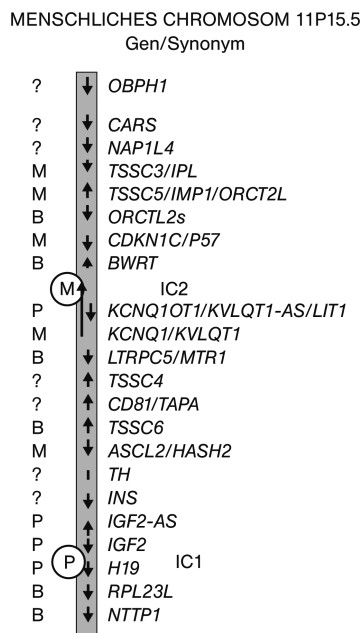 MENSCHLICHES CHROMOSOM 11P15.5
Gen/Synonym
? OBPH1
? CARS
? NAP1L4
M TSSC3/IPL
M TSSC5/IMP1/ORCT2L
B ORCTL2s
M CDKN1C/P57
B BWRT
M IC2
P KCNQ1OT1/KVLQT1-AS/LIT1
M KCNQ1/KVLQT1
B LTRPC5/MTR1
? TSSC4
? CD81/TAPA
B TSSC6
M ASCL2/HASH2
? TH
? INS
P IGF2-AS
P IGF2
P IC1
P H19
B RPL23L
B NTTP1